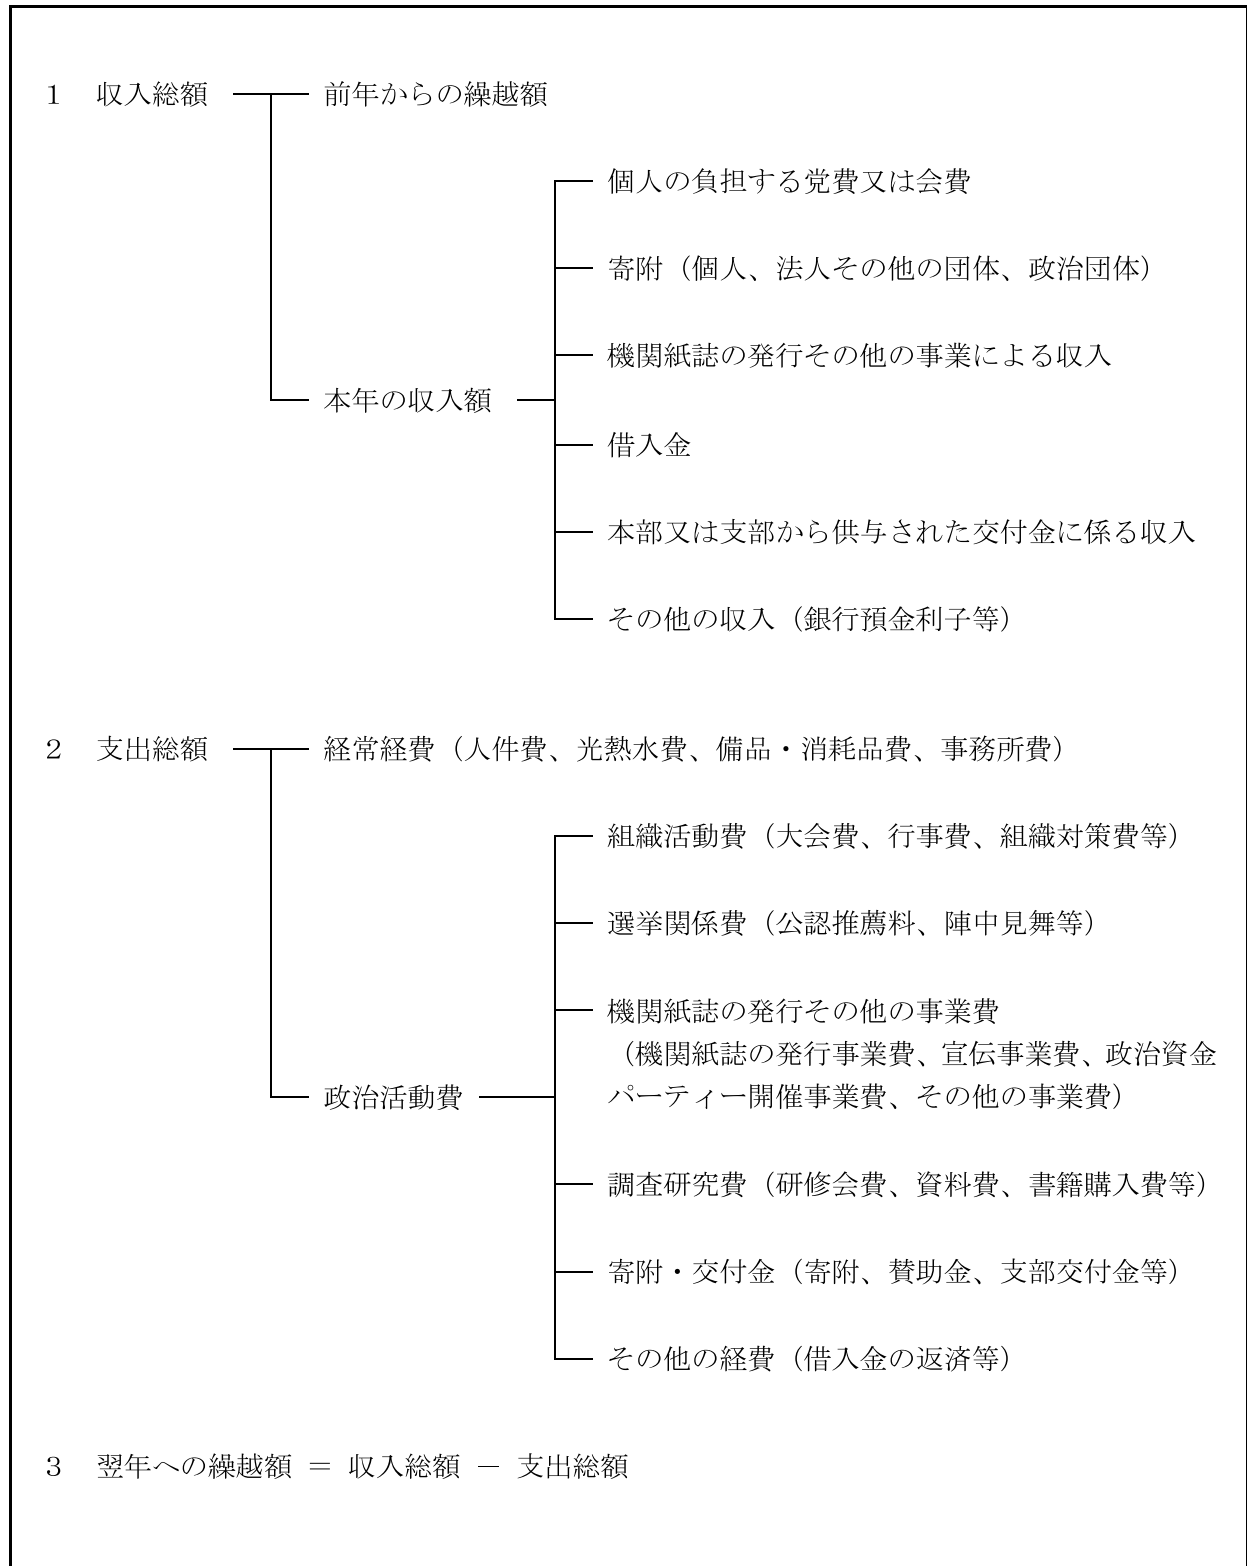 1 収入総額 前年からの繰越額
個人の負担する党費又は会費
寄附（個人、法人その他の団体、政治団体）
機関紙誌の発行その他の事業による収入
本年の収入額
借入金
本部又は支部から供与された交付金に係る収入
その他の収入（銀行預金利子等）
2 支出総額 経常経費（人件費、光熱水費、備品・消耗品費、事務所費）
組織活動費（大会費、行事費、組織対策費等）
選挙関係費（公認推薦料、陣中見舞等）
機関紙誌の発行その他の事業費
（機関紙誌の発行事業費、宣伝事業費、政治資金
政治活動費 パーティー開催事業費、その他の事業費）
調査研究費（研修会費、資料費、書籍購入費等）
寄附・交付金（寄附、賛助金、支部交付金等）
その他の経費（借入金の返済等）
3 翌年への繰越額 ＝ 収入総額 － 支出総額